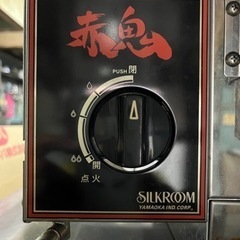 赤鬼
PUSH 閉
開
点火
SILKROOM
YAMAOKA IND. CORP.